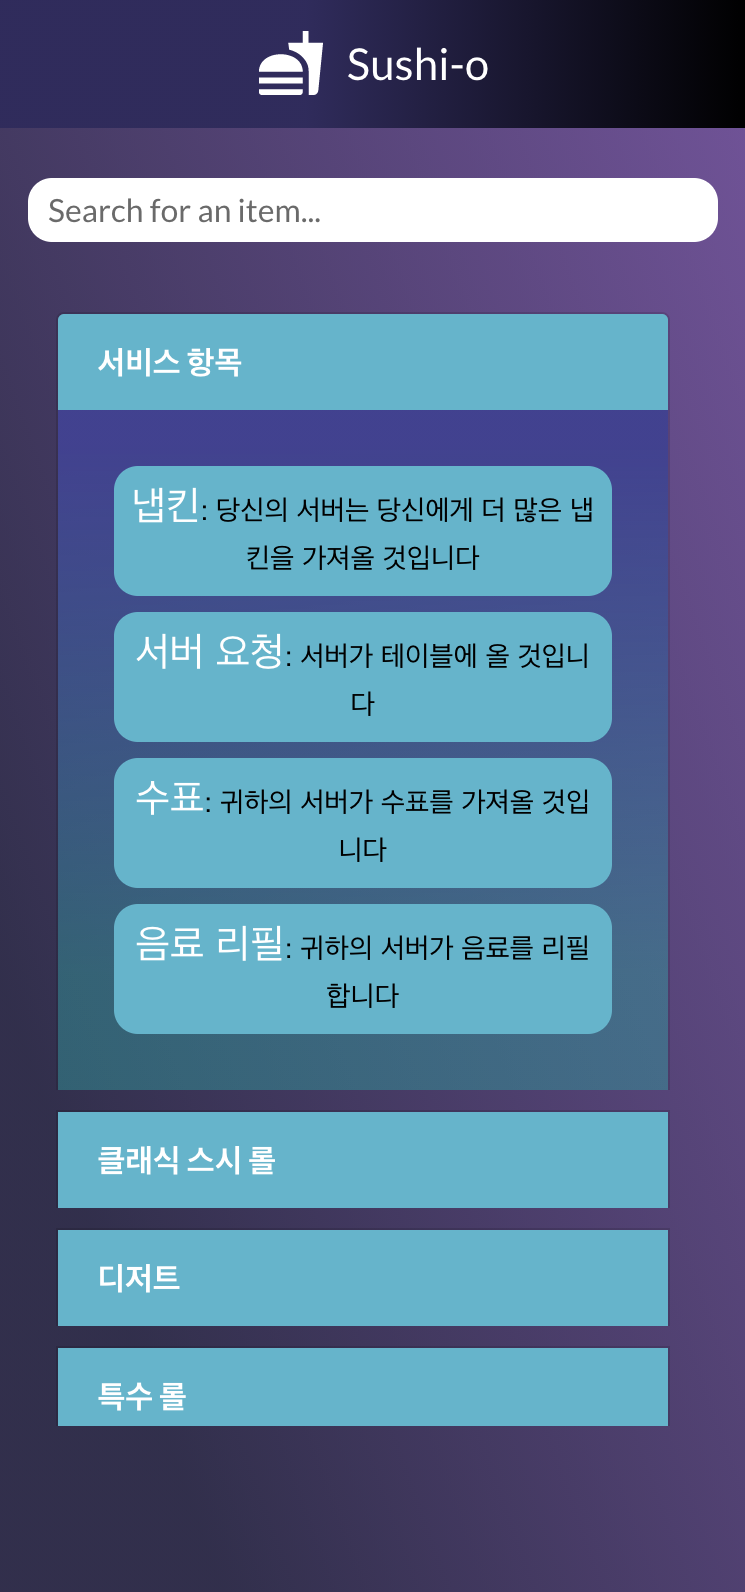 Sushi-o
Search for an item...
서비스 항목
냅킨: 당신의 서버는 당신에게 더 많은 냅
킨을 가져올 것입니다
서버 요청: 서버가 테이블에 올 것입니
다
수표: 귀하의 서버가 수표를 가져올 것입
니다
음료 리필: 귀하의 서버가 음료를 리필
합니다
클래식 스시 롤
디저트
특수 롤